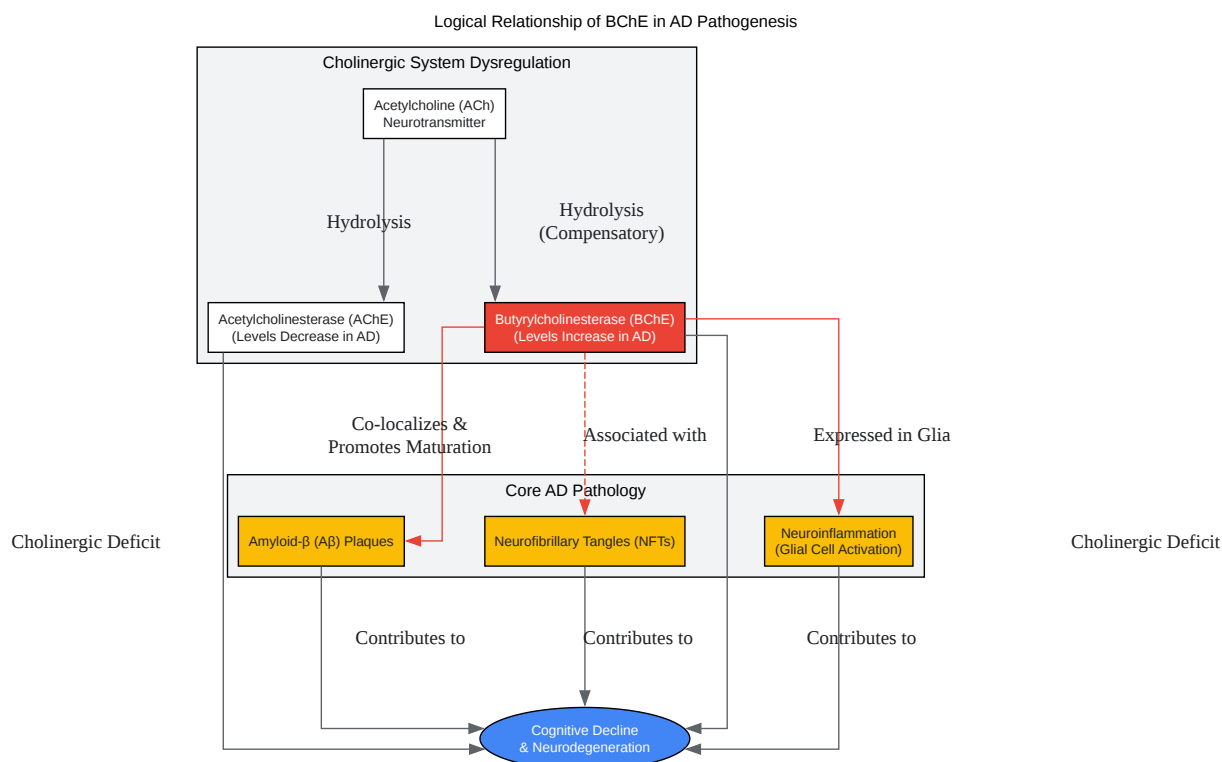 Logical Relationship of BChE in AD Pathogenesis
Cholinergic System Dysregulation
Acetylcholine (ACh)
Neurotransmitter
Hydrolysis
Hydrolysis
(Compensatory)
Acetylcholinesterase (AChE)
(Levels Decrease in AD)
Butyrylcholinesterase (BChE)
(Levels Increase in AD)
Co-localizes &
Promotes Maturation
Associated with
Expressed in Glia
Core AD Pathology
Cholinergic Deficit
Amyloid-β (Aβ) Plaques
Neurofibrillary Tangles (NFTs)
Neuroinflammation
(Glial Cell Activation)
Cholinergic Deficit
Contributes to
Contributes to
Contributes to
Cognitive Decline
& Neurodegeneration